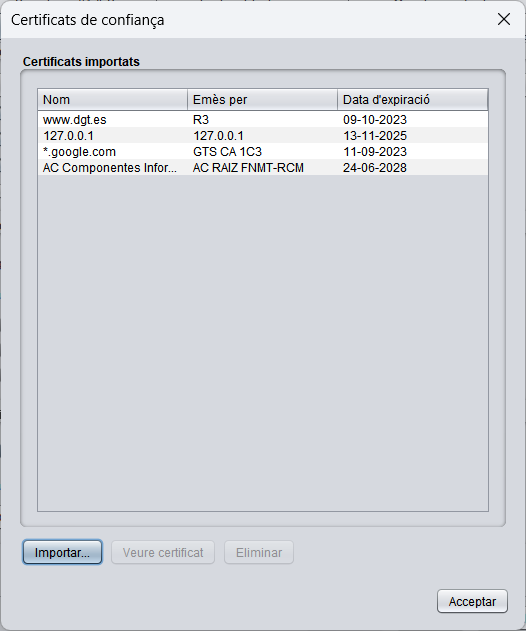 Certificats de confiança
Certificats importats
Nom Emès per Data d'expiració
www.dgt.es R3 09-10-2023
127.0.0.1 127.0.0.1 13-11-2025
*.google.com GTS CA 1C3 11-09-2023
AC Componentes Infor... AC RAIZ FNMT-RCM 24-06-2028
Importar... Veure certificat Eliminar
Acceptar